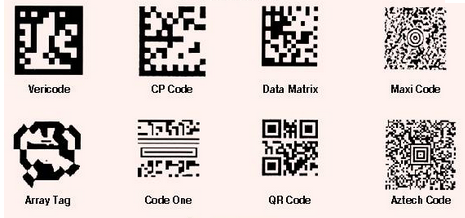 Vericode
CP Code
Data Matrix
Maxi Code
Array Tag
Code One
QR Code
Aztech Code